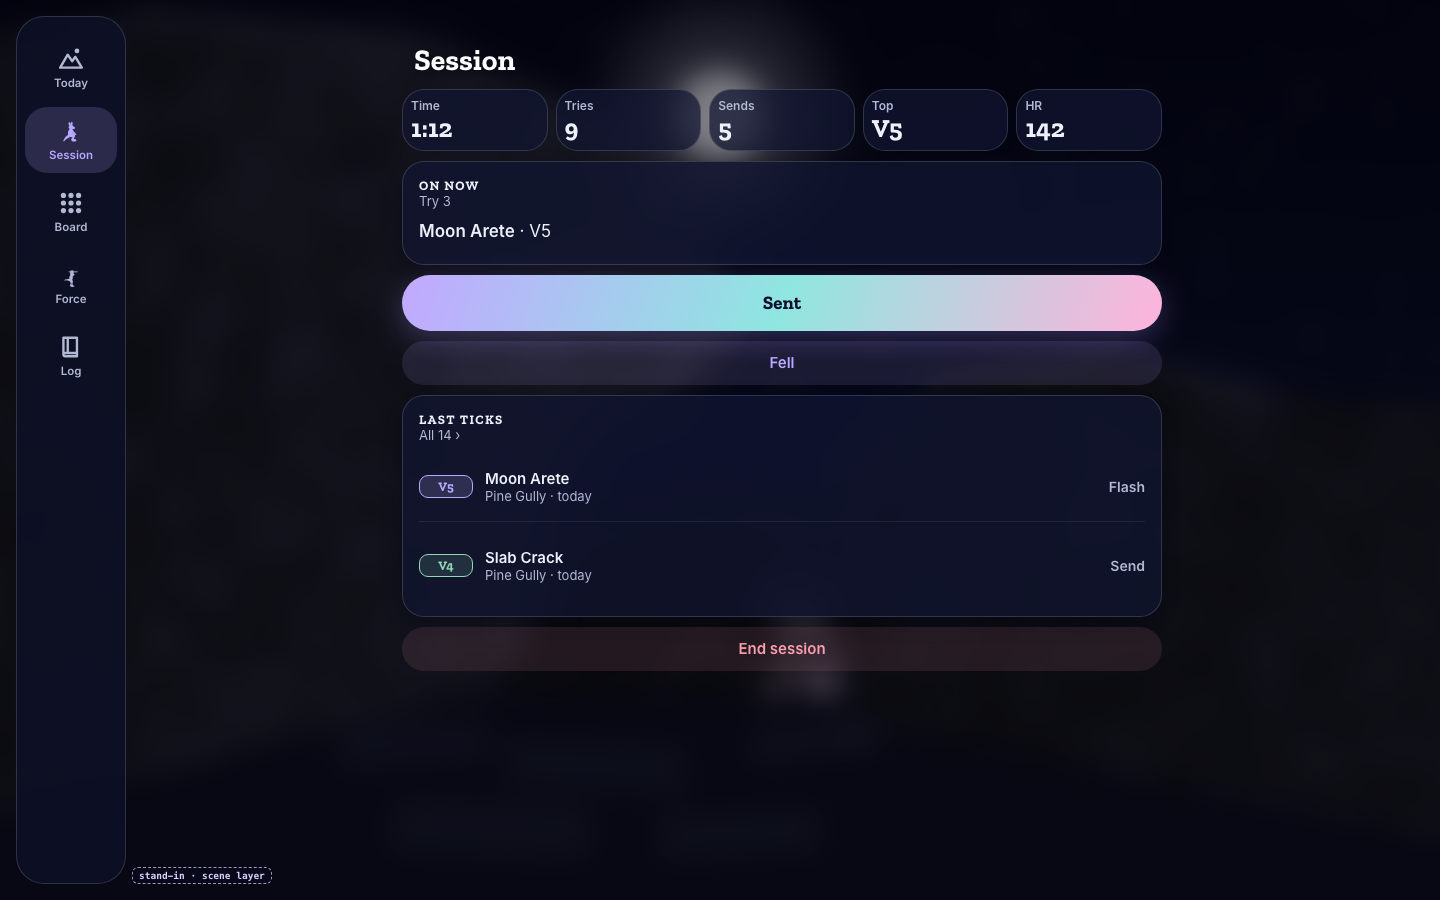 Today
Session
Board
Force
Log
Session
Time
1:12
Tries
9
Sends
5
Top
V5
HR
142
ON NOW
Try 3
Moon Arete · V5
Sent
Fell
LAST TICKS
All 14 ›
V5
Moon Arete
Pine Gully · today
Flash
V4
Slab Crack
Pine Gully · today
Send
End session
stand-in · scene layer